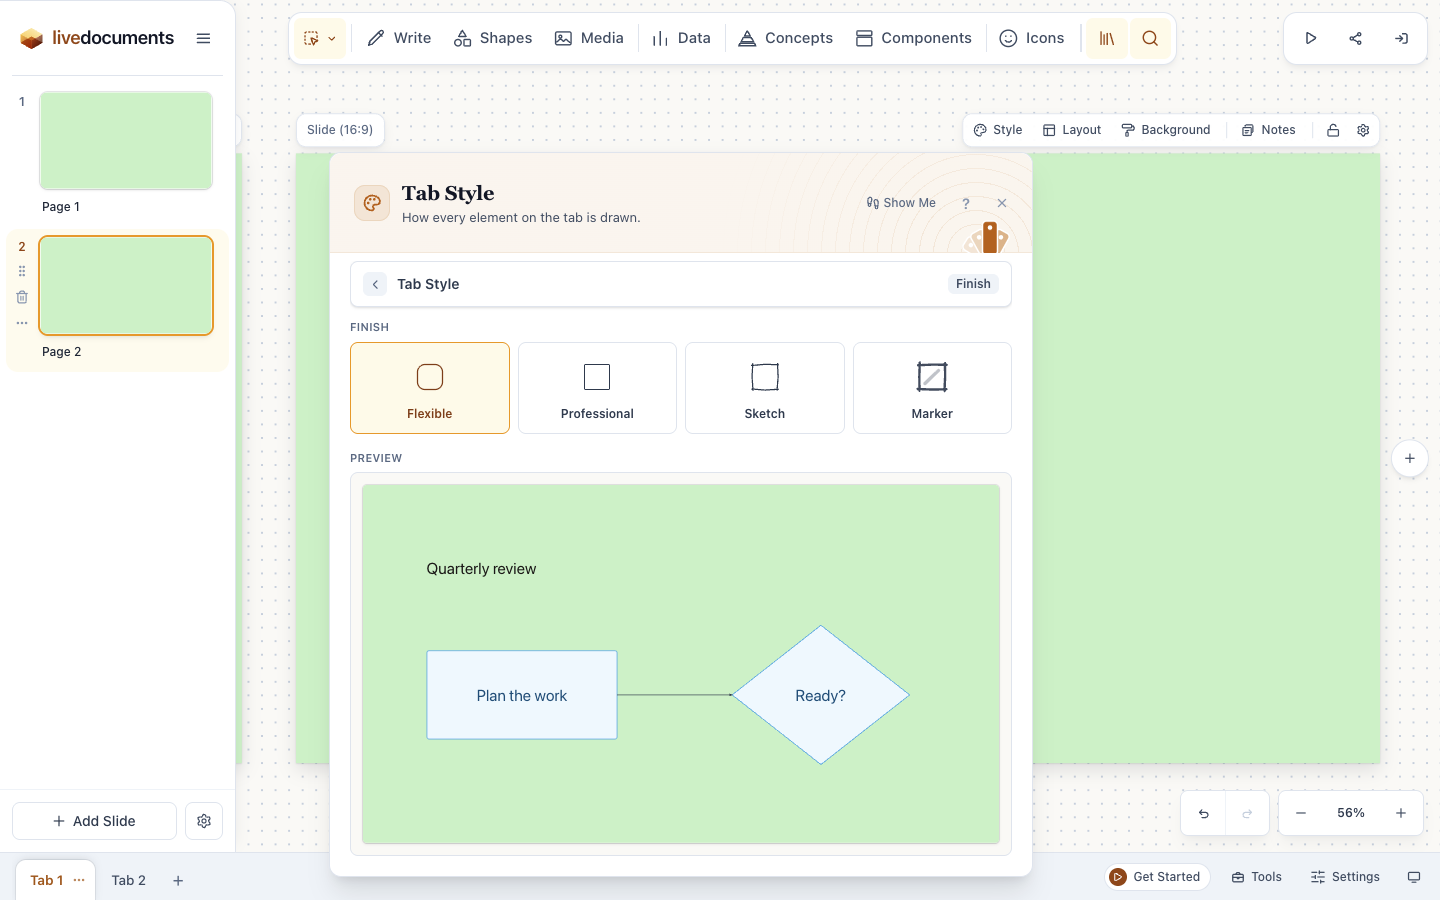 livedocuments
Write
Shapes
Media
Data
Concepts
Components
Icons
1
Page 1
2
Page 2
Slide (16:9)
Style
Layout
Background
Notes
Tab Style
How every element on the tab is drawn.
Show Me
?
Tab Style
Finish
FINISH
Flexible
Professional
Sketch
Marker
PREVIEW
Quarterly review
Plan the work
Ready?
Add Slide
56%
Tab 1
Tab 2
Get Started
Tools
Settings